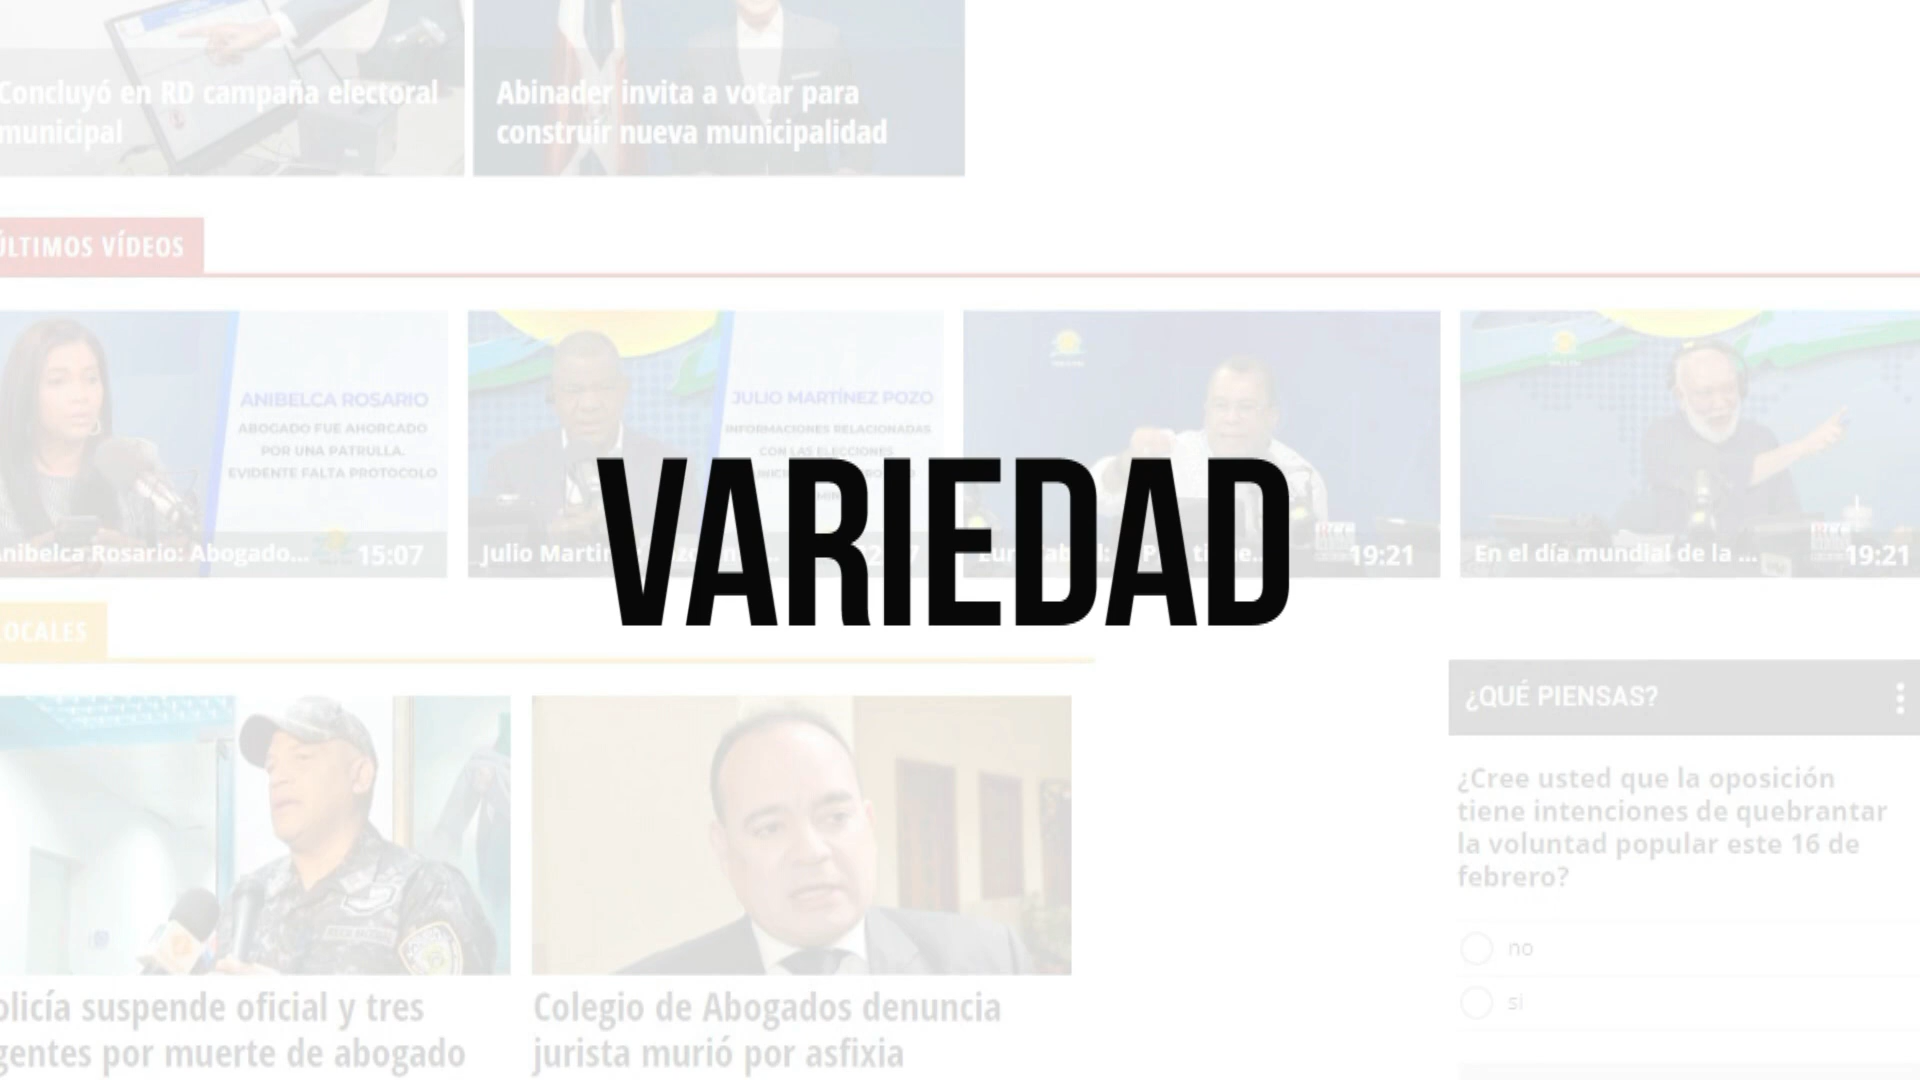 Concluyó en RD campaña electoral
municipal
Abinader invita a votar para
construir nueva municipalidad
ÚLTIMOS VÍDEOS
ANIBELCA ROSARIO
ABOGADO FUE AHORCADO
POR UNA PATRULLA.
EVIDENTE FALTA PROTOCOLO
nibelca Rosario: Abogado...
15:07
JULIO MARTÍNEZ POZO
INFORMACIONES RELACIONADAS
CON LAS ELECCIONES
Julio
19:21
En el día mundial de la ...
19:21
VARIEDAD
LOCALES
olicía suspende oficial y tres
gentes por muerte de abogado
Colegio de Abogados denuncia
jurista murió por asfixia
¿QUÉ PIENSAS?
¿Cree usted que la oposición
tiene intenciones de quebrantar
la voluntad popular este 16 de
febrero?
no
si